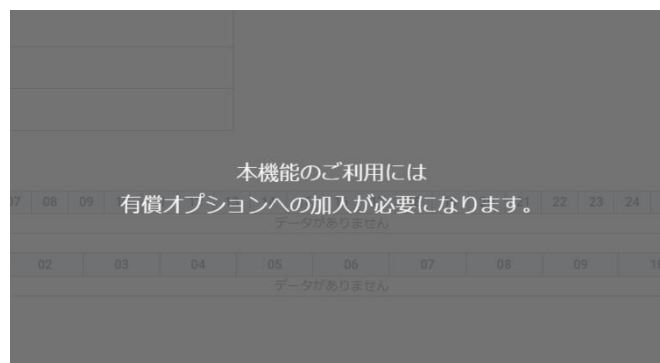 本機能のご利用には
有償オプションへの加入が必要になります。
07 08 09 21 22 23 24
データがありません
02 03 04 05 06 07 08 09
データがありません